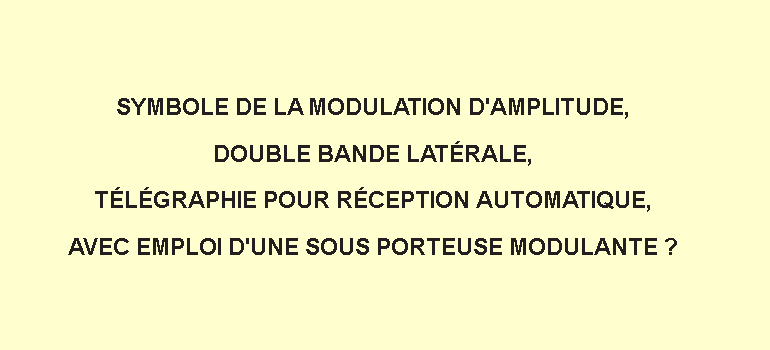 SYMBOLE DE LA MODULATION D'AMPLITUDE,
DOUBLE BANDE LATÉRALE,
TÉLÉGRAPHIE POUR RÉCEPTION AUTOMATIQUE,
AVEC EMPLOI D'UNE SOUS PORTEUSE MODULANTE ?